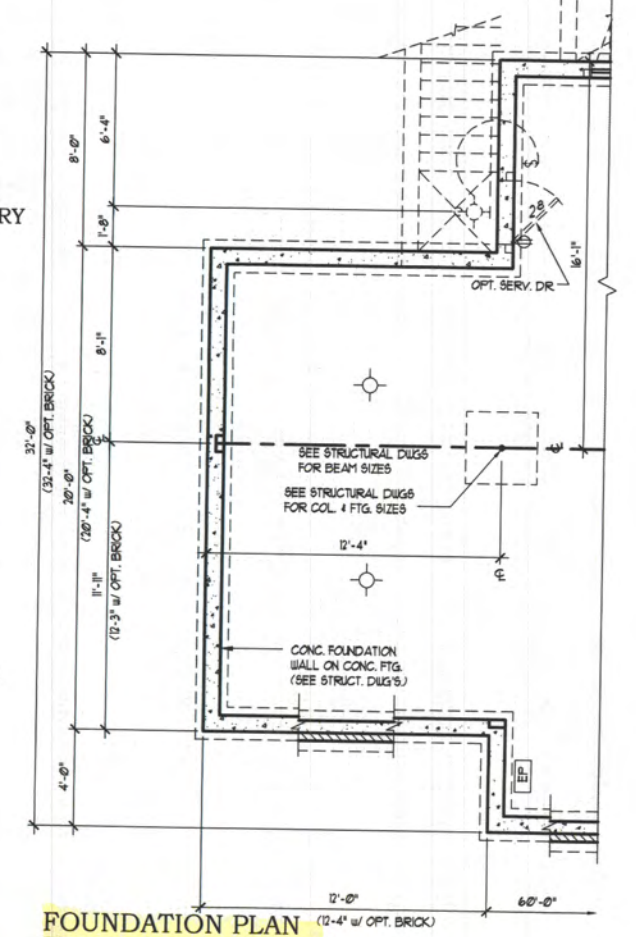 RY
8'-0"
6'-4"
1'-8"
8'-1"
32'-0"
(32-4" w/ OPT. BRICK)
20'-0"
(20'-4" w/ OPT. BRICK)
11'-11"
(12-3" w/ OPT. BRICK)
4'-0"
S
2⁸
OPT. SERV. DR.
16'-1"
SEE STRUCTURAL DWGS
FOR BEAM SIZES
SEE STRUCTURAL DWGS
FOR COL. & FTG. SIZES
12'-4"
CONC. FOUNDATION
WALL ON CONC. FTG.
(SEE STRUCT. DWG'S.)
EP
12'-0"
60'-0"
FOUNDATION PLAN
(12-4" w/ OPT. BRICK)